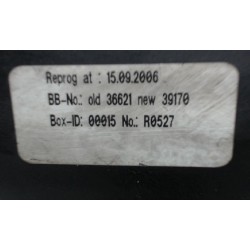 Reprog at : 15.09.2006
BB-No.: old 36621 new 39170
Box-ID: 00015 No.: R0527